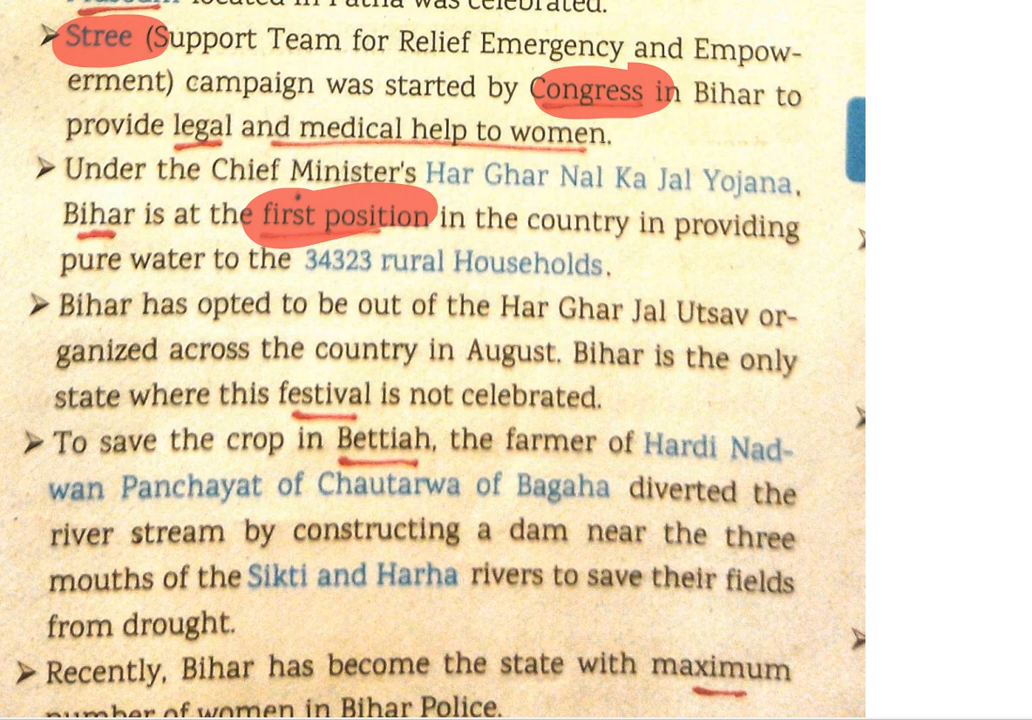 Museum located in Patna was celebrated.
➤ Stree (Support Team for Relief Emergency and Empow-
erment) campaign was started by Congress in Bihar to
provide legal and medical help to women.
➤ Under the Chief Minister's Har Ghar Nal Ka Jal Yojana,
Bihar is at the first position in the country in providing
pure water to the 34323 rural Households.
➤ Bihar has opted to be out of the Har Ghar Jal Utsav or-
ganized across the country in August. Bihar is the only
state where this festival is not celebrated.
➤ To save the crop in Bettiah, the farmer of Hardi Nad-
wan Panchayat of Chautarwa of Bagaha diverted the
river stream by constructing a dam near the three
mouths of the Sikti and Harha rivers to save their fields
from drought.
➤ Recently, Bihar has become the state with maximum
number of women in Bihar Police.